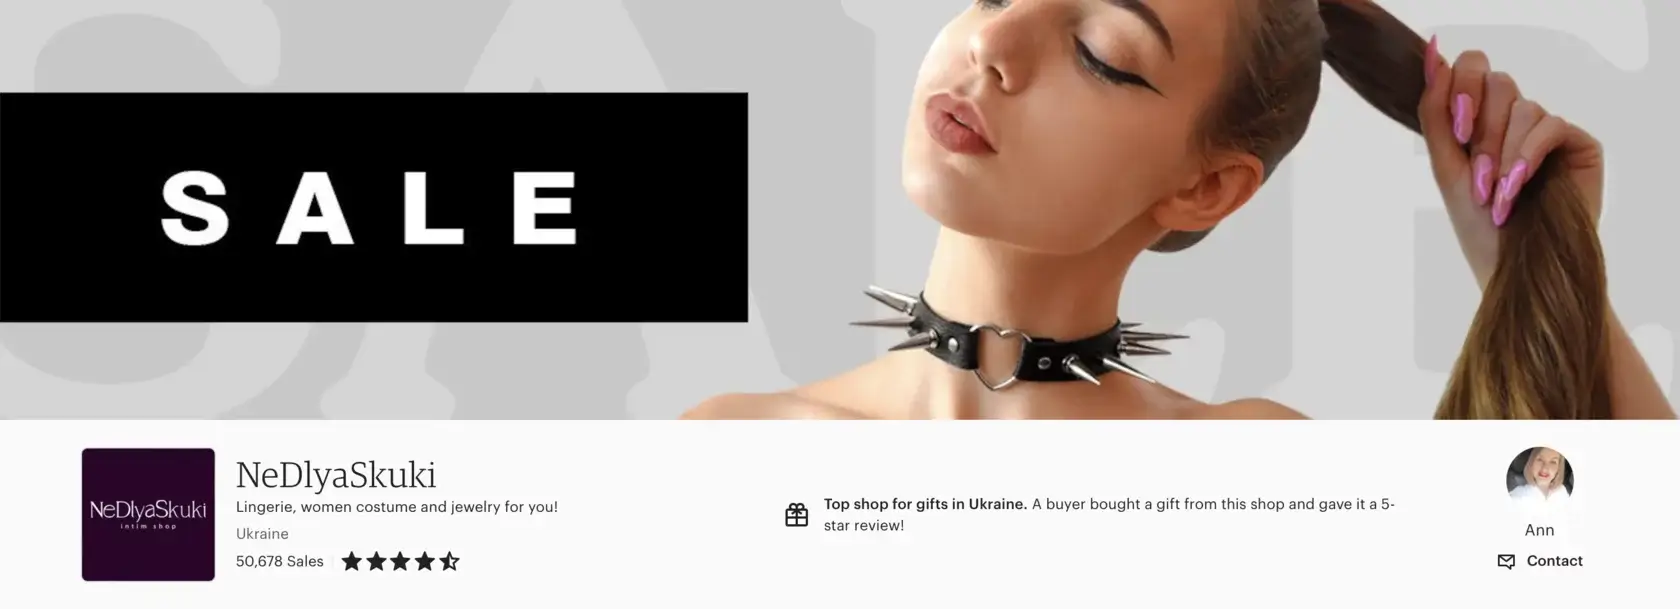 SALE
NeDlyaSkuki
intim shop
NeDlyaSkuki
Lingerie, women costume and jewelry for you!
Ukraine
50,678 Sales
Top shop for gifts in Ukraine. A buyer bought a gift from this shop and gave it a 5-
star review!
Ann
Contact